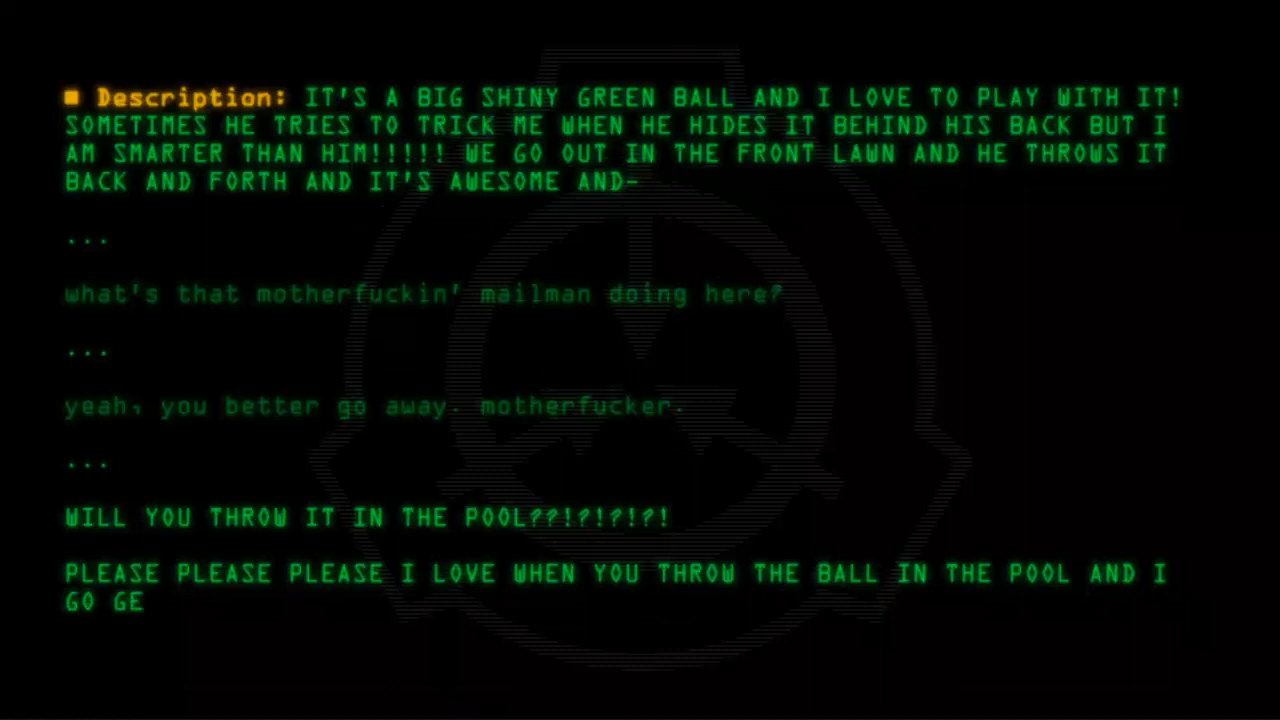 ■ Description: IT'S A BIG SHINY GREEN BALL AND I LOVE TO PLAY WITH IT!
SOMETIMES HE TRIES TO TRICK ME WHEN HE HIDES IT BEHIND HIS BACK BUT I
AM SMARTER THAN HIM!!!!! WE GO OUT IN THE FRONT LAWN AND HE THROWS IT
BACK AND FORTH AND IT'S AWESOME AND-
...
what's that motherfuckin' mailman doing here?
...
yeah, you better go away. motherfucker.
...
WILL YOU THROW IT IN THE POOL??!?!?!?!
PLEASE PLEASE PLEASE I LOVE WHEN YOU THROW THE BALL IN THE POOL AND I
GO GE